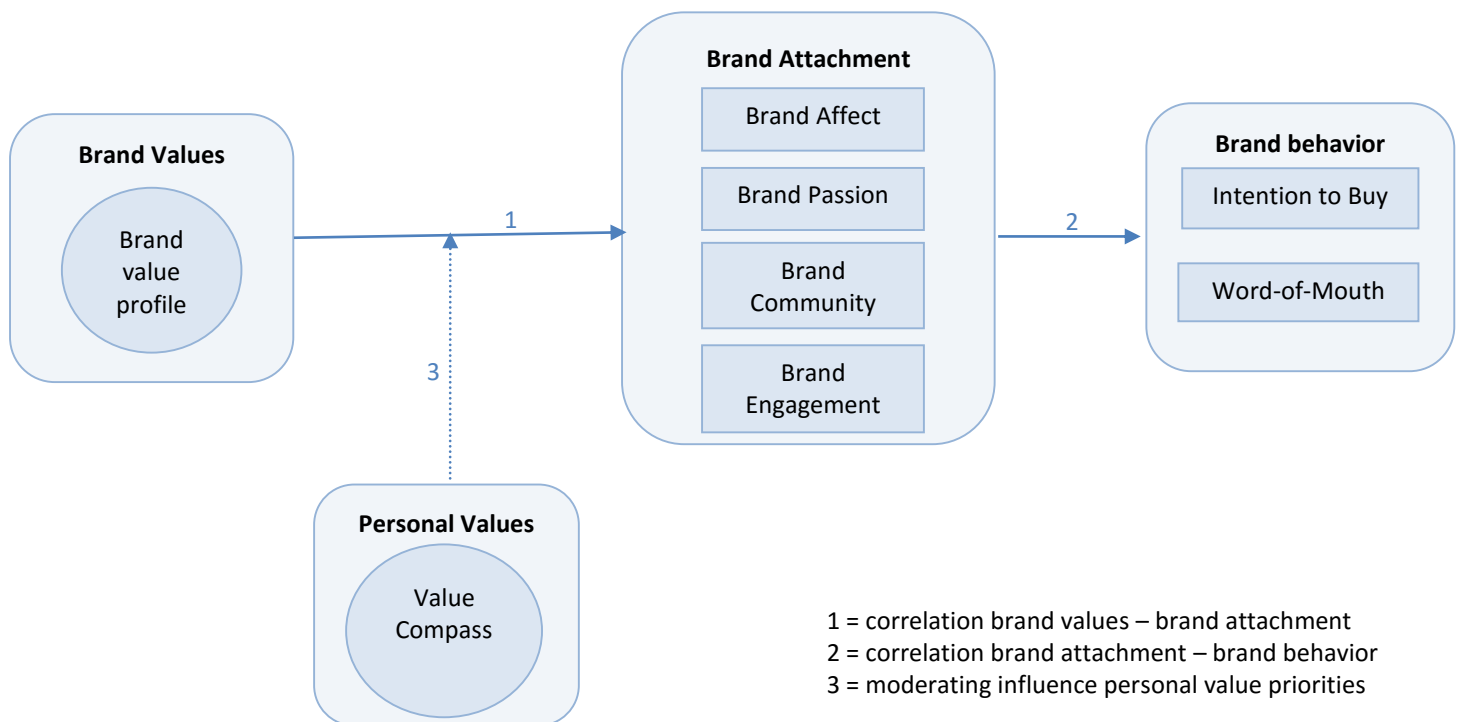 Brand Values
Brand
value
profile
1
3
Brand Attachment
Brand Affect
Brand Passion
Brand
Community
Brand
Engagement
2
Brand behavior
Intention to Buy
Word-of-Mouth
Personal Values
Value
Compass
1 = correlation brand values – brand attachment
2 = correlation brand attachment – brand behavior
3 = moderating influence personal value priorities